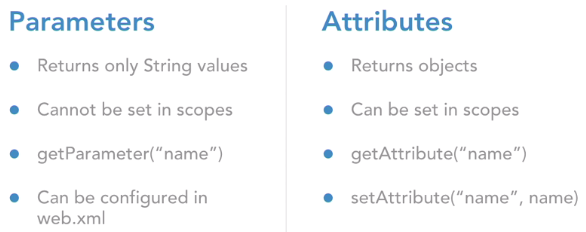 Parameters
Returns only String values
Cannot be set in scopes
getParameter(“name”)
Can be configured in
web.xml
Attributes
Returns objects
Can be set in scopes
getAttribute(“name”)
setAttribute(“name”, name)